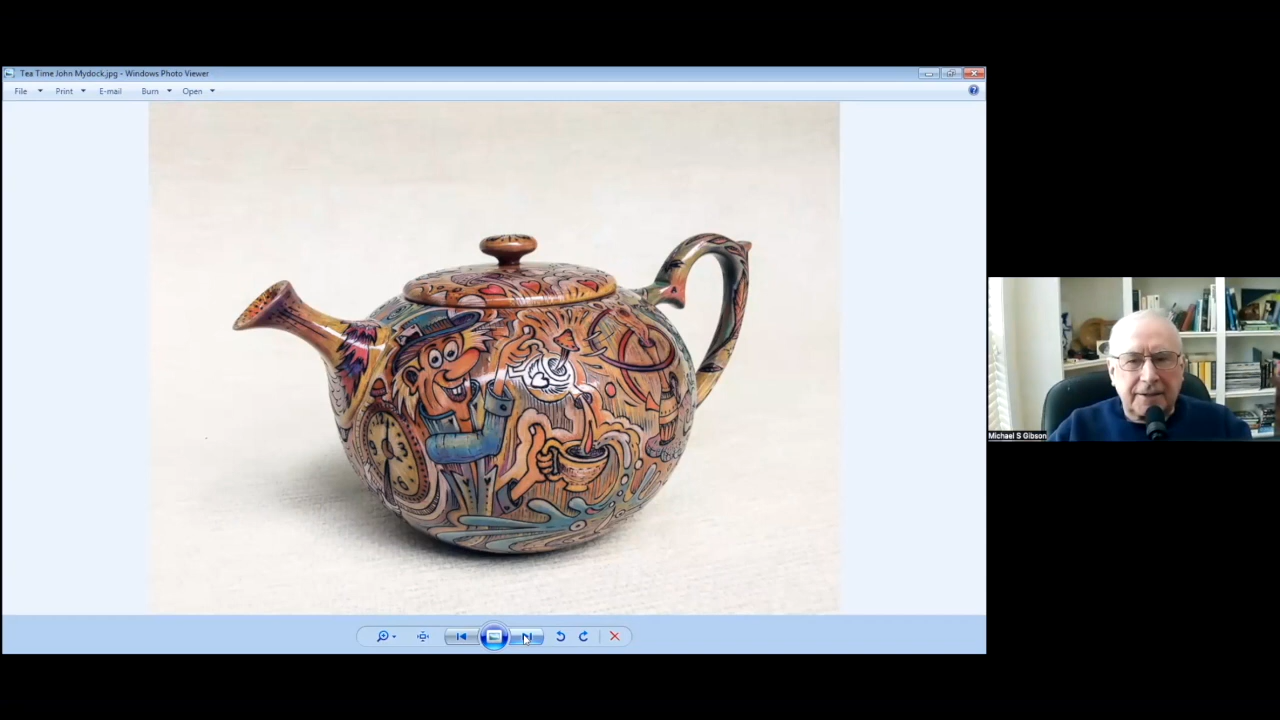 Tea Time John Mydock.jpg - Windows Photo Viewer
File Print E-mail Burn Open
Michael S Gibson